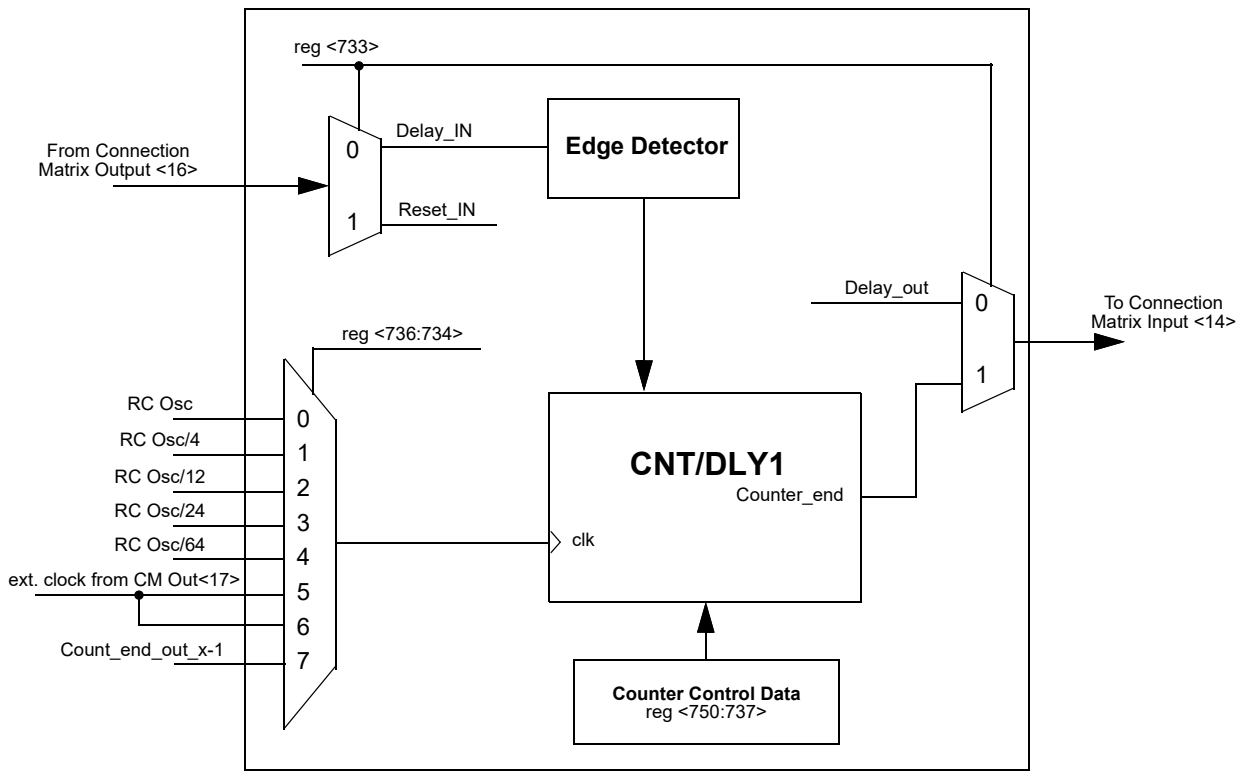 reg <733>
From Connection
Matrix Output <16>
0
Delay_IN
1
Reset_IN
Edge Detector
Delay_out
0
1
To Connection
Matrix Input <14>
reg <736:734>
RC Osc
0
RC Osc/4
1
RC Osc/12
2
RC Osc/24
3
RC Osc/64
4
ext. clock from CM Out<17>
5
6
Count_end_out_x-1
7
CNT/DLY1
Counter_end
clk
Counter Control Data
reg <750:737>